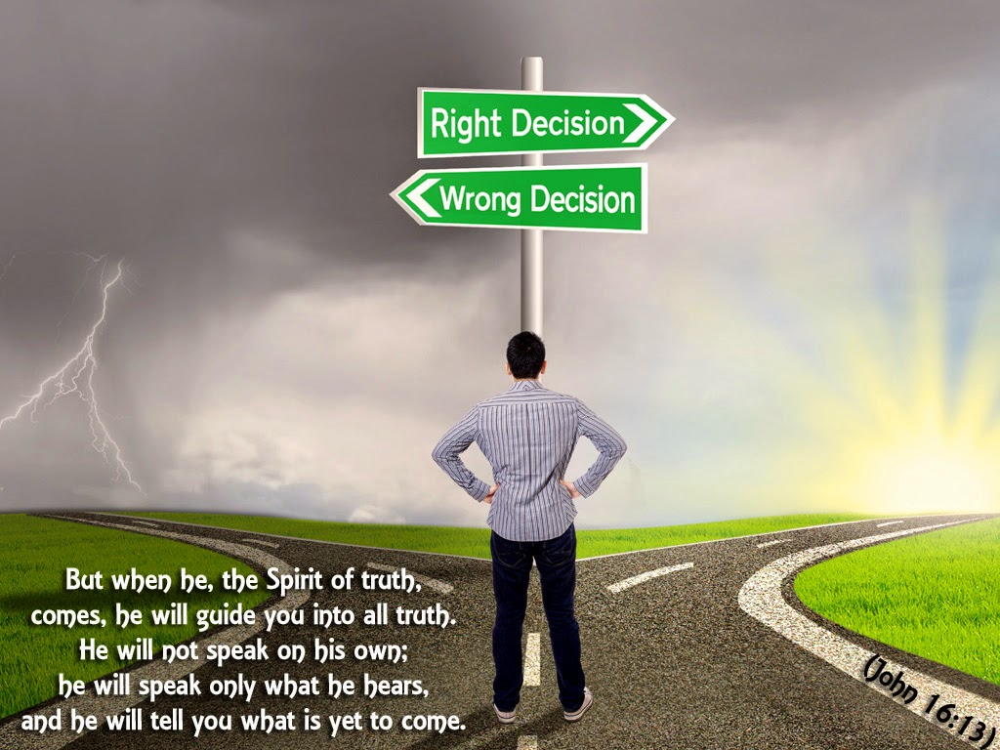 Right Decision
Wrong Decision
But when he, the Spirit of truth,
comes, he will guide you into all truth.
He will not speak on his own;
he will speak only what he hears,
and he will tell you what is yet to come.
(John 16:13)